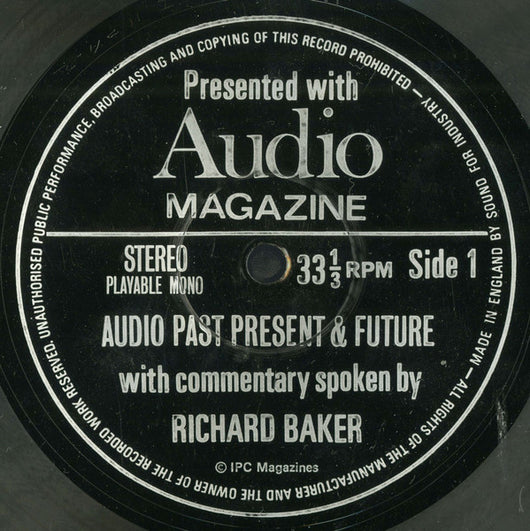 Presented with
Audio
MAGAZINE
STEREO
PLAYABLE MONO
33 1/3 RPM
Side 1
AUDIO PAST PRESENT & FUTURE
with commentary spoken by
RICHARD BAKER
© IPC Magazines
ALL RIGHTS OF THE MANUFACTURER AND THE OWNER OF THE RECORDED WORK RESERVED. UNAUTHORISED PUBLIC PERFORMANCE, BROADCASTING AND COPYING OF THIS RECORD PROHIBITED — MADE IN ENGLAND BY SOUND FOR INDUSTRY —